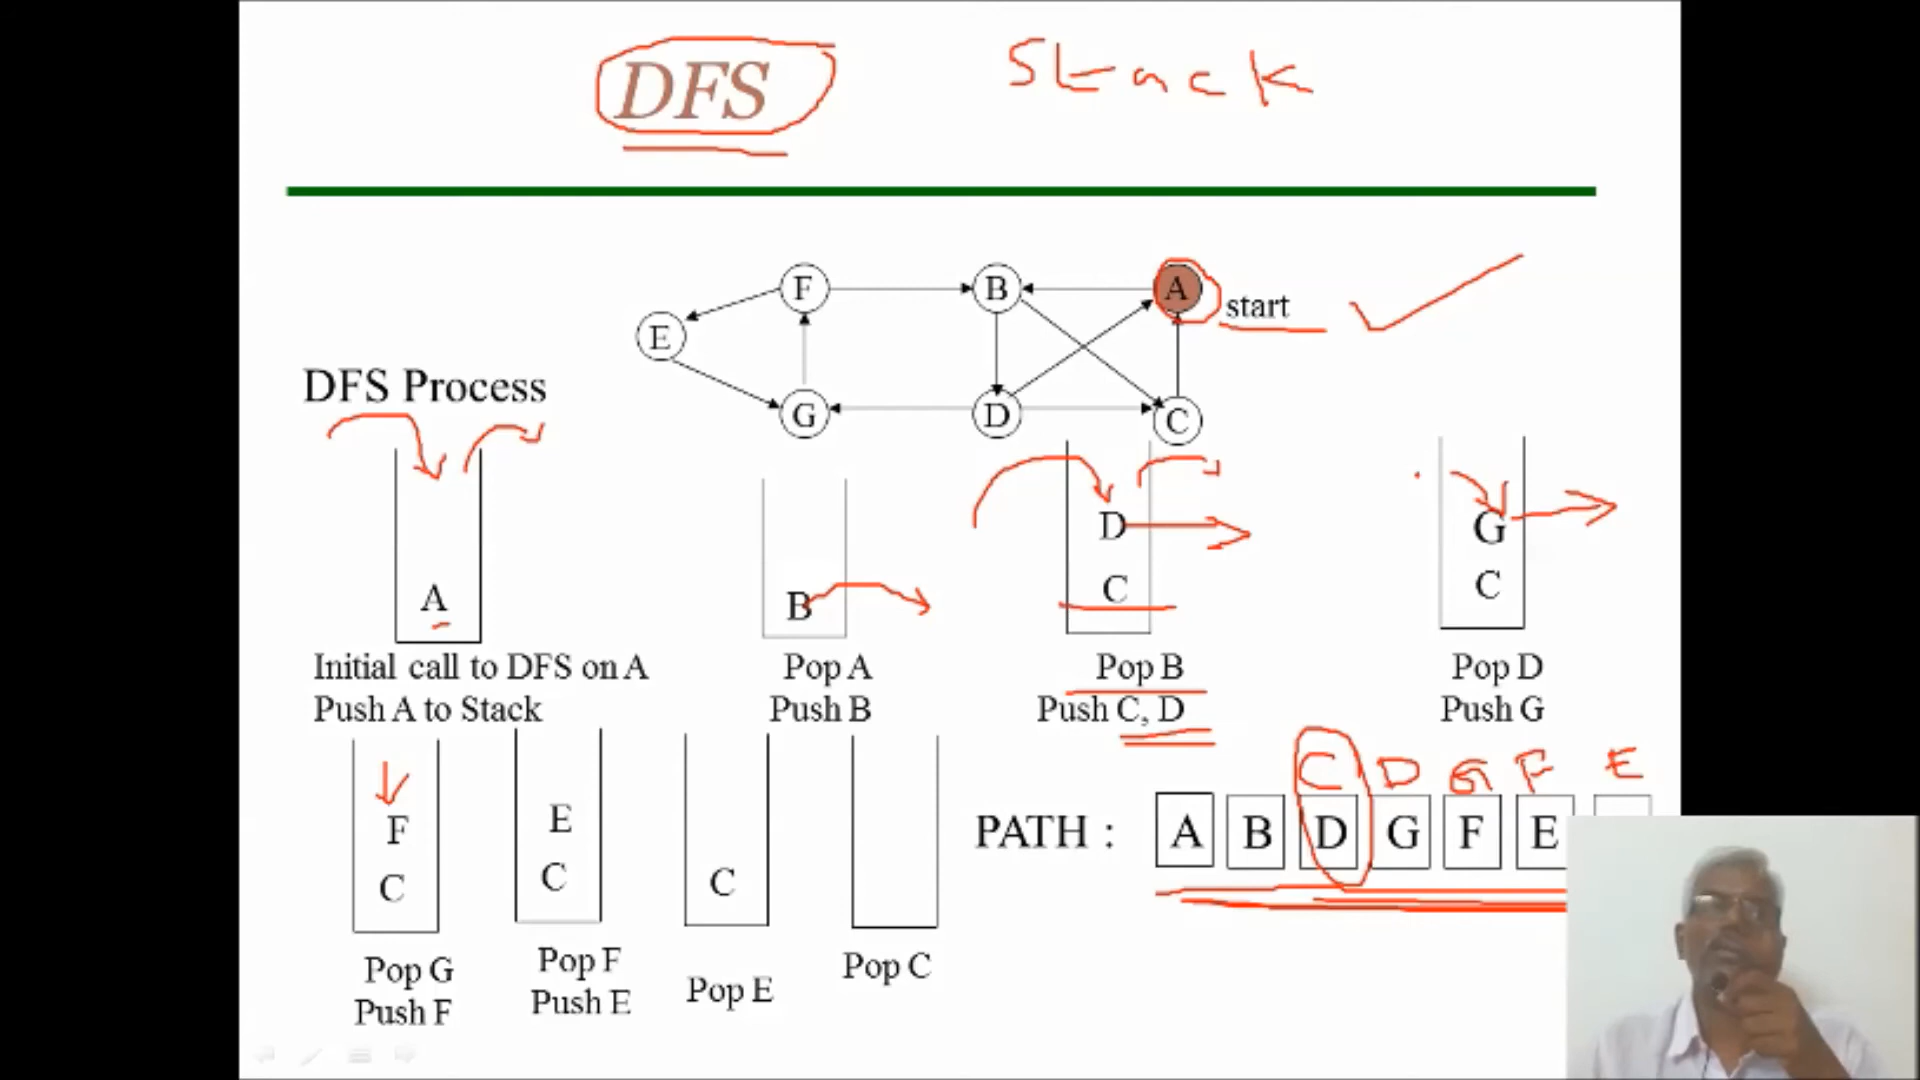 DFS Stack
F B A start
E
G D C
DFS Process
A B D C G C
Initial call to DFS on A
Push A to Stack
Pop A
Push B
Pop B
Push C, D
Pop D
Push G
F C E C C
Pop G
Push F
Pop F
Push E
Pop E
Pop C
C D G F E
PATH : A B D G F E